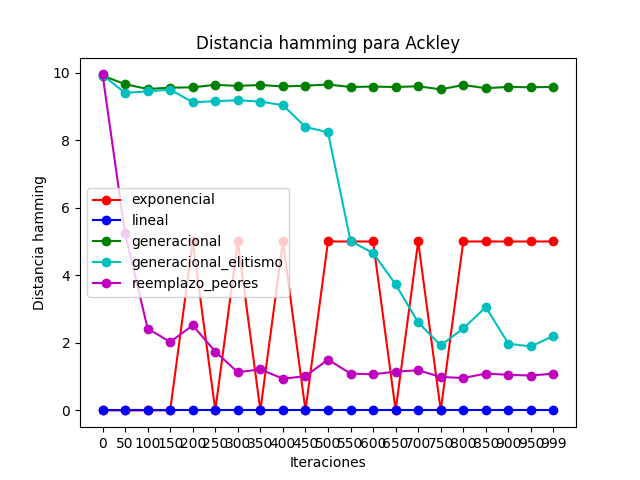 Distancia hamming para Ackley
10
8
6
4
2
0
Distancia hamming
exponencial
lineal
generacional
generacional_elitismo
reemplazo_peores
0 50 100 150 200 250 300 350 400 450 500 550 600 650 700 750 800 850 900 950 999
Iteraciones